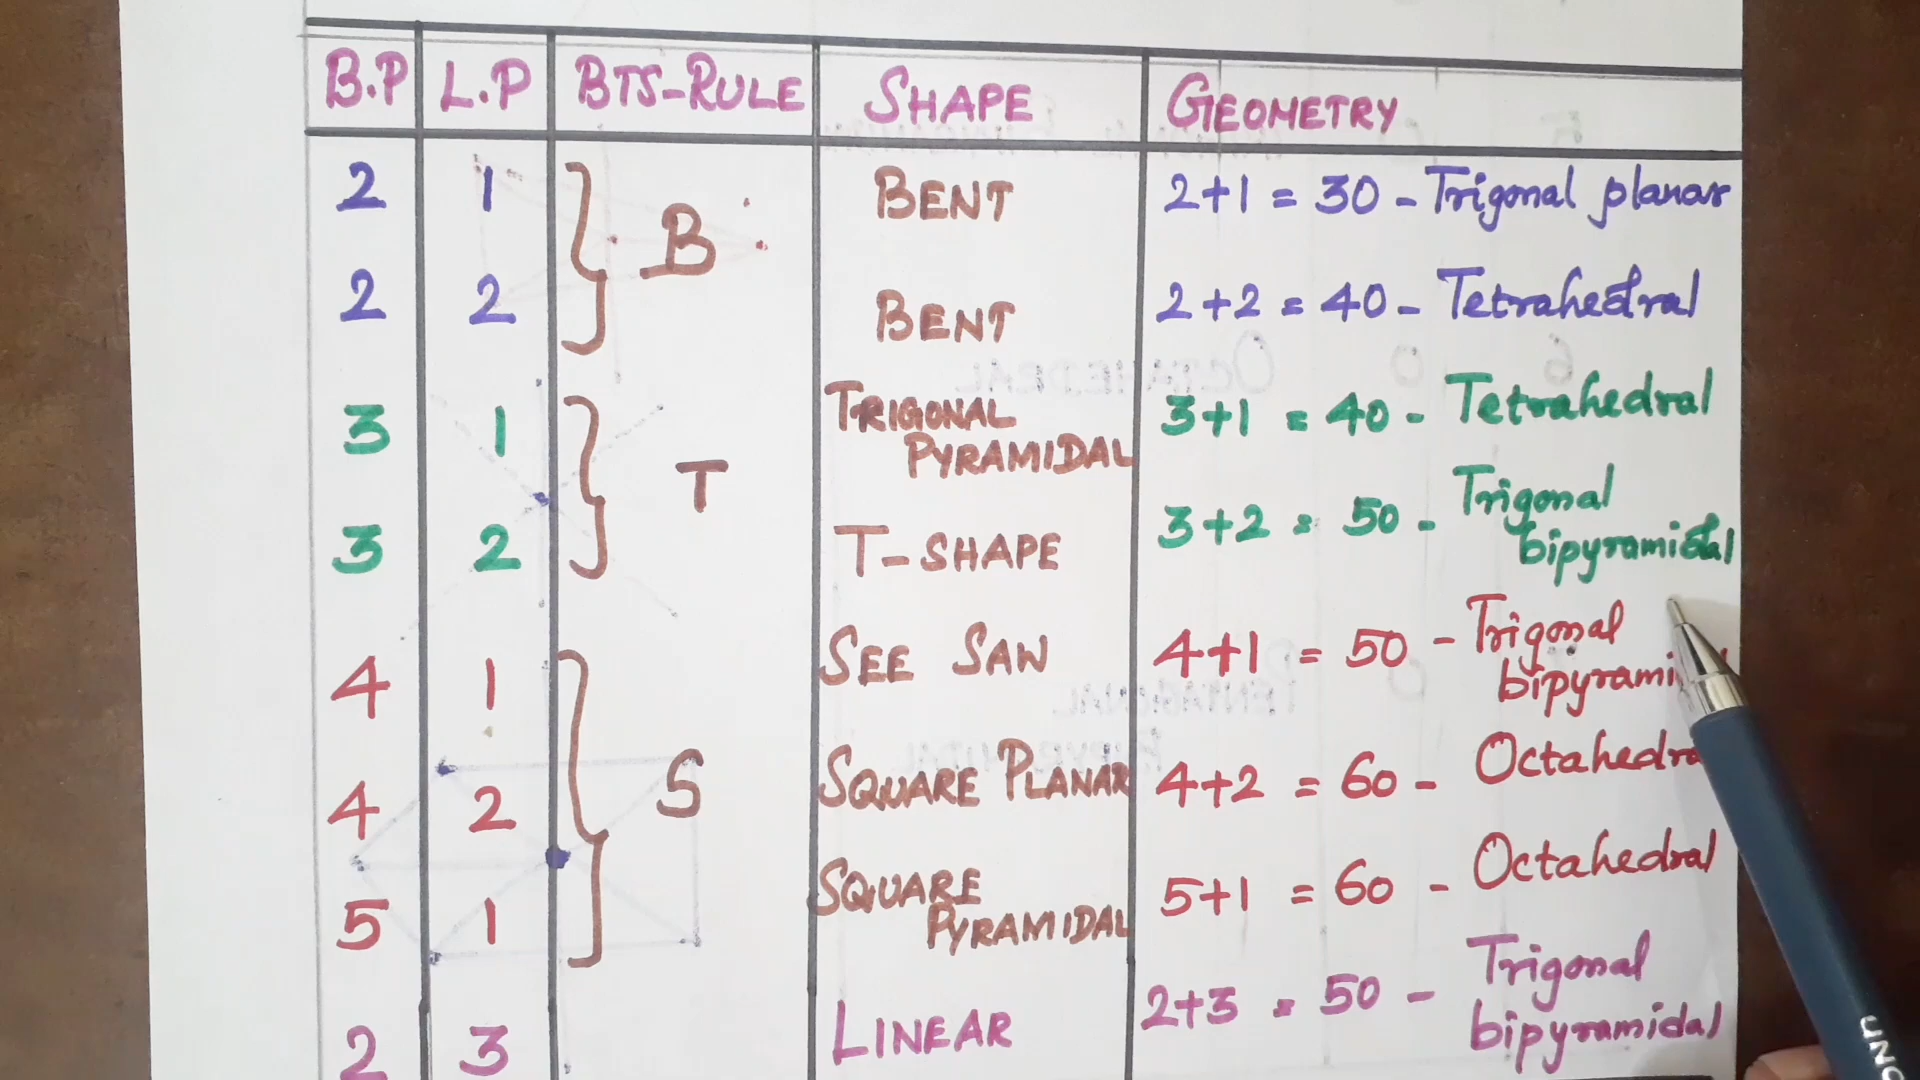 B.P L.P BTS-RULE SHAPE GEOMETRY
2 1 B BENT 2+1 = 30 - Trigonal planar
2 2 BENT 2+2 = 40 - Tetrahedral
3 1 T TRIGONAL PYRAMIDAL 3+1 = 40 - Tetrahedral
3 2 T-SHAPE 3+2 = 50 - Trigonal bipyramidal
4 1 S SEE SAW 4+1 = 50 - Trigonal bipyrami
4 2 SQUARE PLANAR 4+2 = 60 - Octahedra
5 1 SQUARE PYRAMIDAL 5+1 = 60 - Octahedral
2 3 LINEAR 2+3 = 50 - Trigonal bipyramidal
UNO